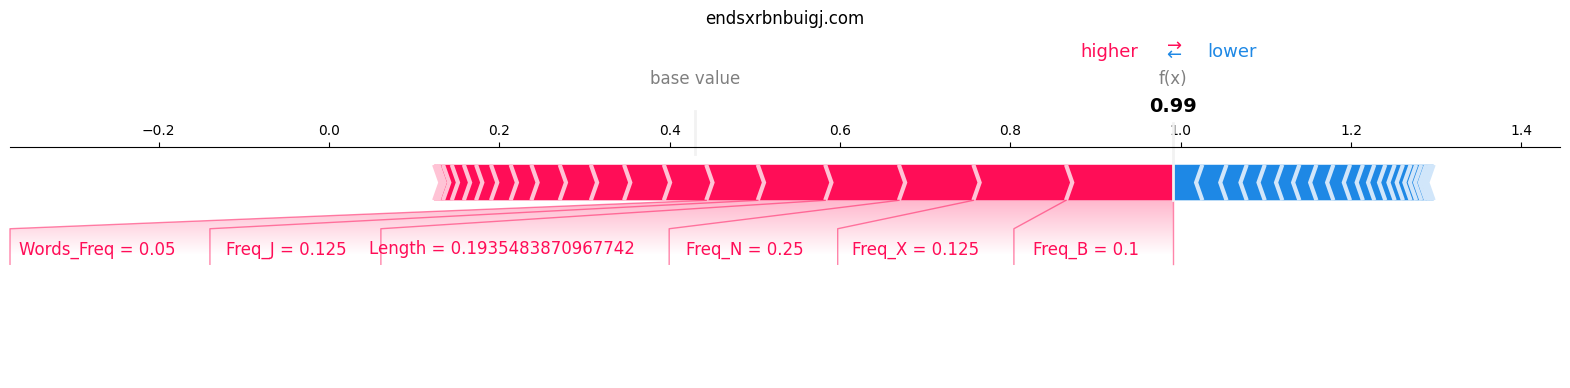 endsxrbnbuigj.com
higher ⇄ lower
base value f(x)
0.99
−0.2 0.0 0.2 0.4 0.6 0.8 1.0 1.2 1.4
Words_Freq = 0.05 Freq_J = 0.125 Length = 0.1935483870967742 Freq_N = 0.25 Freq_X = 0.125 Freq_B = 0.1